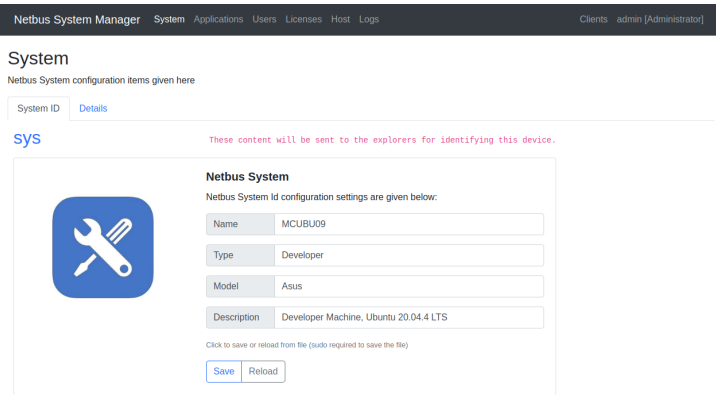 Netbus System Manager System Applications Users Licenses Host Logs Clients admin [Administrator]
System
Netbus System configuration items given here
System ID Details
sys These content will be sent to the explorers for identifying this device.
Netbus System
Netbus System Id configuration settings are given below:
Name MCUBU09
Type Developer
Model Asus
Description Developer Machine, Ubuntu 20.04.4 LTS
Click to save or reload from file (sudo required to save the file)
Save Reload